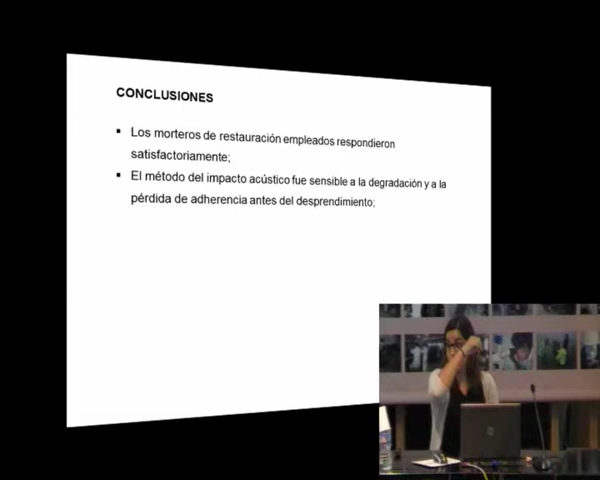 CONCLUSIONES
▪ Los morteros de restauración empleados respondieron
satisfactoriamente;
▪ El método del impacto acústico fue sensible a la degradación y a la
pérdida de adherencia antes del desprendimiento;